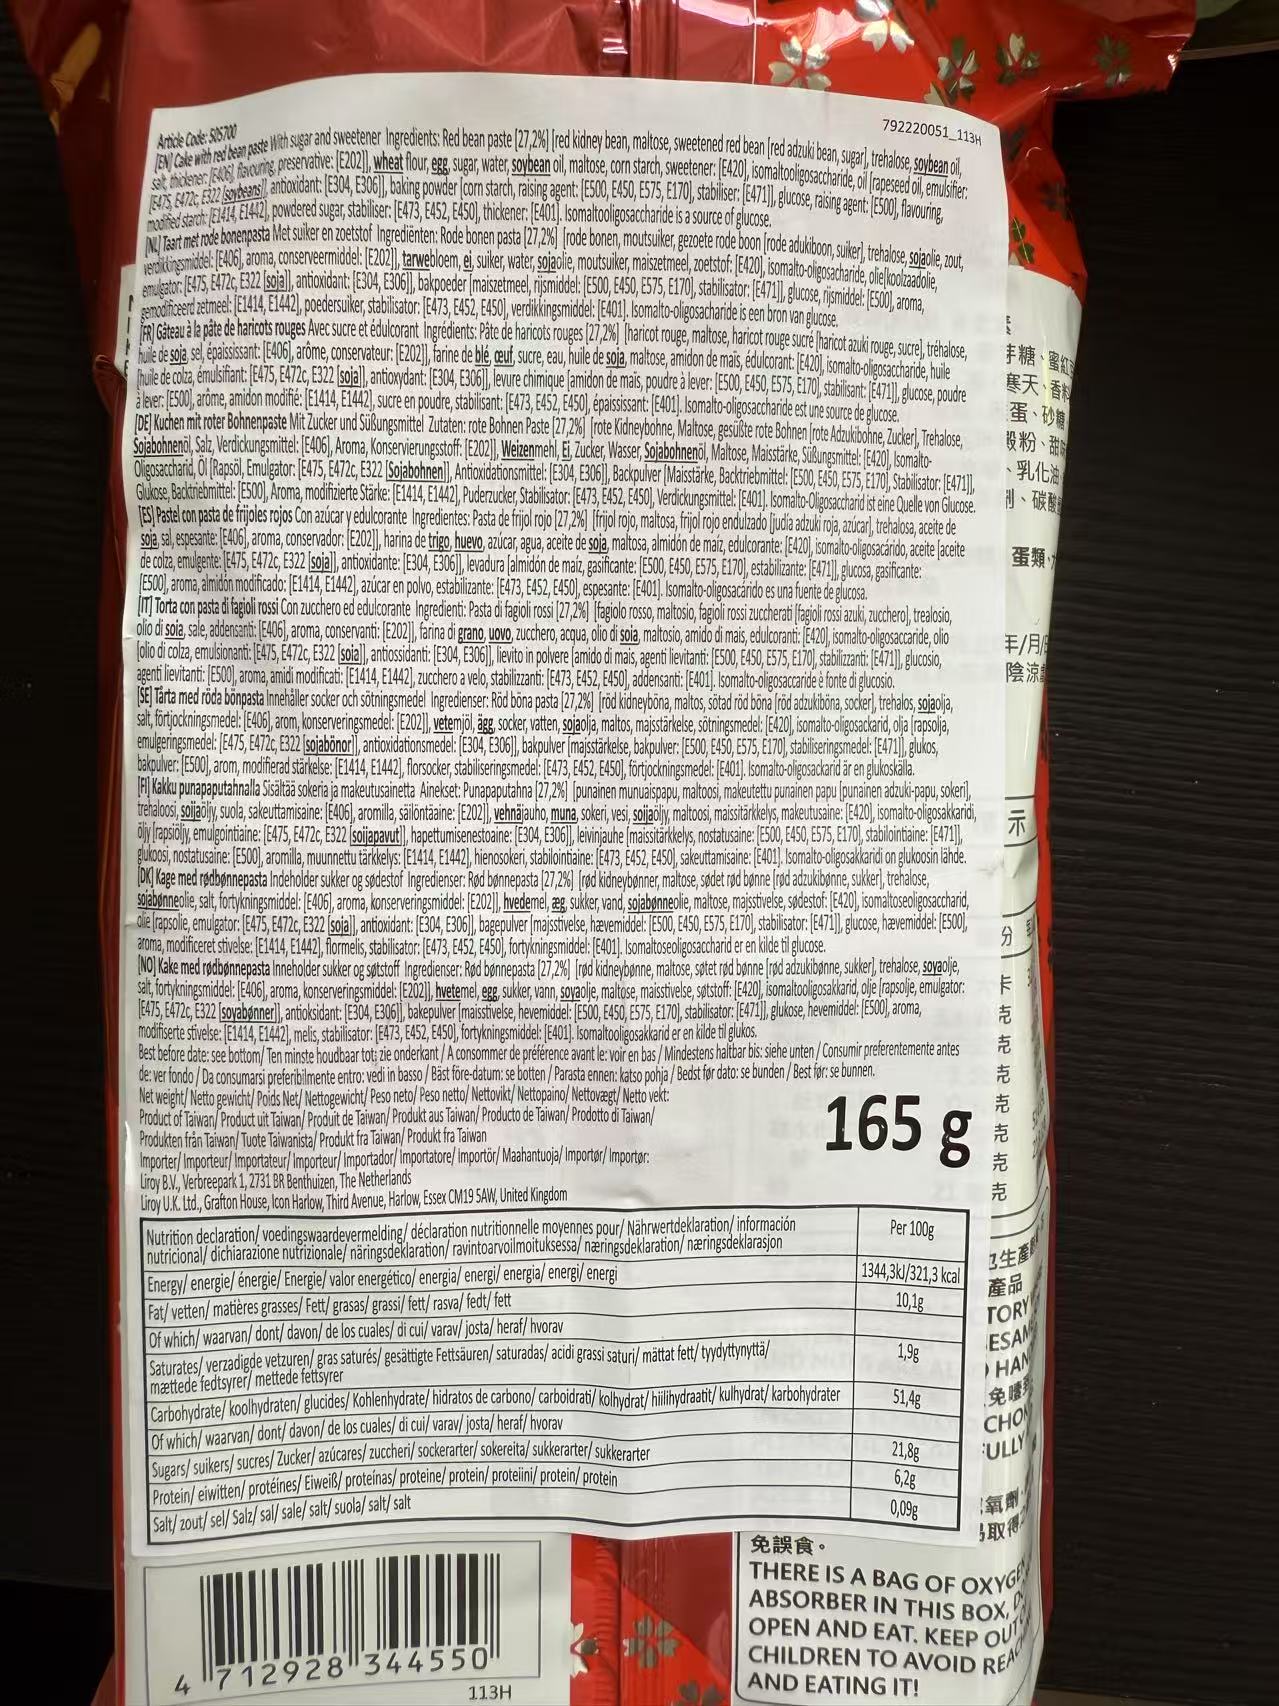 792220051_113H
Article Code: 505700
[EN] Cake with red bean paste With sugar and sweetener Ingredients: Red bean paste [27,2%] [red kidney bean, maltose, sweetened red bean [red adzuki bean, sugar], trehalose, soybean oil,
salt, thickener: [E406], flavouring, preservative: [E202]], wheat flour, egg, sugar, water, soybean oil, maltose, corn starch, sweetener: [E420], isomaltooligosaccharide, oil [rapeseed oil, emulsifier:
[E475, E472c, E322 [soybeans]], antioxidant: [E304, E306]], baking powder [corn starch, raising agent: [E500, E450, E575, E170], stabiliser: [E471]], glucose, raising agent: [E500], flavouring,
modified starch: [E1414, E1442], powdered sugar, stabiliser: [E473, E452, E450], thickener: [E401]. Isomaltooligosaccharide is a source of glucose.
[NL] Taart met rode bonenpasta Met suiker en zoetstof Ingrediënten: Rode bonen pasta [27,2%] [rode bonen, moutsuiker, gezoete rode boon [rode adukiboon, suiker], trehalose, sojaolie, zout,
verdikkingsmiddel: [E406], aroma, conserveermiddel: [E202]], tarwebloem, ei, suiker, water, sojaolie, moutsuiker, maiszetmeel, zoetstof: [E420], isomalto-oligosacharide, olie[koolzaadolie,
emulgator: [E475, E472c, E322 [soja]], antioxidant: [E304, E306]], bakpoeder [maiszetmeel, rijsmiddel: [E500, E450, E575, E170], stabilisator: [E471]], glucose, rijsmiddel: [E500], aroma,
gemodificeerd zetmeel: [E1414, E1442], poedersuiker, stabilisator: [E473, E452, E450], verdikkingsmiddel: [E401]. Isomalto-oligosacharide is een bron van glucose.
[FR] Gâteau à la pâte de haricots rouges Avec sucre et édulcorant Ingrédients: Pâte de haricots rouges [27,2%] [haricot rouge, maltose, haricot rouge sucré [haricot azuki rouge, sucre], tréhalose,
huile de soja, sel, épaississant: [E406], arôme, conservateur: [E202]], farine de blé, œuf, sucre, eau, huile de soja, maltose, amidon de maïs, édulcorant: [E420], isomalto-oligosaccharide, huile
[huile de colza, émulsifiant: [E475, E472c, E322 [soja]], antioxydant: [E304, E306]], levure chimique [amidon de maïs, poudre à lever: [E500, E450, E575, E170], stabilisant: [E471]], glucose, poudre
à lever: [E500], arôme, amidon modifié: [E1414, E1442], sucre en poudre, stabilisant: [E473, E452, E450], épaississant: [E401]. Isomalto-oligosaccharide est une source de glucose.
[DE] Kuchen mit roter Bohnenpaste Mit Zucker und Süßungsmittel Zutaten: rote Bohnen Paste [27,2%] [rote Kidneybohne, Maltose, gesüßte rote Bohnen [rote Adzukibohne, Zucker], Trehalose,
Sojabohnenöl, Salz, Verdickungsmittel: [E406], Aroma, Konservierungsstoff: [E202]], Weizenmehl, Ei, Zucker, Wasser, Sojabohnenöl, Maltose, Maisstärke, Süßungsmittel: [E420], Isomalto-
Oligosaccharid, Öl [Rapsöl, Emulgator: [E475, E472c, E322 [Sojabohnen]], Antioxidationsmittel: [E304, E306]], Backpulver [Maisstärke, Backtriebmittel: [E500, E450, E575, E170], Stabilisator: [E471]],
Glukose, Backtriebmittel: [E500], Aroma, modifizierte Stärke: [E1414, E1442], Puderzucker, Stabilisator: [E473, E452, E450], Verdickungsmittel: [E401]. Isomalto-Oligosaccharid ist eine Quelle von Glucose.
[ES] Pastel con pasta de frijoles rojos Con azúcar y edulcorante Ingredientes: Pasta de frijol rojo [27,2%] [frijol rojo, maltosa, frijol rojo endulzado [judía adzuki roja, azúcar], trehalosa, aceite de
soja, sal, espesante: [E406], aroma, conservador: [E202]], harina de trigo, huevo, azúcar, agua, aceite de soja, maltosa, almidón de maíz, edulcorante: [E420], isomalto-oligosacárido, aceite [aceite
de colza, emulgente: [E475, E472c, E322 [soja]], antioxidante: [E304, E306]], levadura [almidón de maíz, gasificante: [E500, E450, E575, E170], estabilizante: [E471]], glucosa, gasificante:
[E500], aroma, almidón modificado: [E1414, E1442], azúcar en polvo, estabilizante: [E473, E452, E450], espesante: [E401]. Isomalto-oligosacárido es una fuente de glucosa.
[IT] Torta con pasta di fagioli rossi Con zucchero ed edulcorante Ingredienti: Pasta di fagioli rossi [27,2%] [fagiolo rosso, maltosio, fagioli rossi zuccherati [fagioli rossi azuki, zucchero], trealosio,
olio di soia, sale, addensanti: [E406], aroma, conservanti: [E202]], farina di grano, uovo, zucchero, acqua, olio di soia, maltosio, amido di mais, edulcoranti: [E420], isomalto-oligosaccaride, olio
[olio di colza, emulsionanti: [E475, E472c, E322 [soia]], antiossidanti: [E304, E306]], lievito in polvere [amido di mais, agenti lievitanti: [E500, E450, E575, E170], stabilizzanti: [E471]], glucosio,
agenti lievitanti: [E500], aroma, amidi modificati: [E1414, E1442], zucchero a velo, stabilizzanti: [E473, E452, E450], addensanti: [E401]. Isomalto-oligosaccaride è fonte di glucosio.
[SE] Tårta med röda bönpasta Innehåller socker och sötningsmedel Ingredienser: Röd böna pasta [27,2%] [röd kidneyböna, maltos, sötad röd böna [röd adzukiböna, socker], trehalos, sojaolja,
salt, förtjockningsmedel: [E406], arom, konserveringsmedel: [E202]], vetemjöl, ägg, socker, vatten, sojaolja, maltos, majsstärkelse, sötningsmedel: [E420], isomalto-oligosackarid, olja [rapsolja,
emulgeringsmedel: [E475, E472c, E322 [sojabönor]], antioxidationsmedel: [E304, E306]], bakpulver [majsstärkelse, bakpulver: [E500, E450, E575, E170], stabiliseringsmedel: [E471]], glukos,
bakpulver: [E500], arom, modifierad stärkelse: [E1414, E1442], florsocker, stabiliseringsmedel: [E473, E452, E450], förtjockningsmedel: [E401]. Isomalto-oligosackarid är en glukoskälla.
[FI] Kakku punapaputahnalla Sisältää sokeria ja makeutusainetta Ainekset: Punapaputahna [27,2%] [punainen munuaispapu, maltoosi, makeutettu punainen papu [punainen adzuki-papu, sokeri],
trehaloosi, soijaöljy, suola, sakeuttamisaine: [E406], aromilla, säilöntäaine: [E202]], vehnäjauho, muna, sokeri, vesi, soijaöljy, maltoosi, maissitärkkelys, makeutusaine: [E420], isomalto-oligosakkaridi,
öljy [rapsiöljy, emulgointiaine: [E475, E472c, E322 [soijapavut]], hapettumisenestoaine: [E304, E306]], leivinjauhe [maissitärkkelys, nostatusaine: [E500, E450, E575, E170], stabilointiaine: [E471]],
glukoosi, nostatusaine: [E500], aromilla, muunnettu tärkkelys: [E1414, E1442], hienosokeri, stabilointiaine: [E473, E452, E450], sakeuttamisaine: [E401]. Isomalto-oligosakkaridi on glukoosin lähde.
[DK] Kage med rødbønnepasta Indeholder sukker og sødestof Ingredienser: Rød bønnepasta [27,2%] [rød kidneybønner, maltose, sødet rød bønne [rød adzukibønne, sukker], trehalose,
sojabønneolie, salt, fortykningsmiddel: [E406], aroma, konserveringsmiddel: [E202]], hvedemel, æg, sukker, vand, sojabønneolie, maltose, majsstivelse, sødestof: [E420], isomaltoseoligosaccharid,
olie [rapsolie, emulgator: [E475, E472c, E322 [soja]], antioxidant: [E304, E306]], bagepulver [majsstivelse, hævemiddel: [E500, E450, E575, E170], stabilisator: [E471]], glucose, hævemiddel: [E500],
aroma, modificeret stivelse: [E1414, E1442], flormelis, stabilisator: [E473, E452, E450], fortykningsmiddel: [E401]. Isomaltoseoligosaccharid er en kilde til glucose.
[NO] Kake med rødbønnepasta Inneholder sukker og søtstoff Ingredienser: Rød bønnepasta [27,2%] [rød kidneybønne, maltose, søtet rød bønne [rød adzukibønne, sukker], trehalose, soyaolje,
salt, fortykningsmiddel: [E406], aroma, konserveringsmiddel: [E202]], hvetemel, egg, sukker, vann, soyaolje, maltose, maisstivelse, søtstoff: [E420], isomaltooligosakkarid, olje [rapsolje, emulgator:
[E475, E472c, E322 [soyabønner]], antioksidant: [E304, E306]], bakepulver [maisstivelse, hevemiddel: [E500, E450, E575, E170], stabilisator: [E471]], glukose, hevemiddel: [E500], aroma,
modifiserte stivelse: [E1414, E1442], melis, stabilisator: [E473, E452, E450], fortykningsmiddel: [E401]. Isomaltooligosakkarid er en kilde til glukos.
Best before date: see bottom/ Ten minste houdbaar tot: zie onderkant / A consommer de préférence avant le: voir en bas / Mindestens haltbar bis: siehe unten / Consumir preferentemente antes
de: ver fondo / Da consumarsi preferibilmente entro: vedi in basso / Bäst före-datum: se botten / Parasta ennen: katso pohja / Bedst før dato: se bunden / Best før: se bunnen.
Net weight/ Netto gewicht/ Poids Net/ Nettogewicht/ Peso neto/ Peso netto/ Nettovikt/ Nettopaino/ Nettovægt/ Netto vekt:
165 g
Product of Taiwan/ Product uit Taiwan/ Produit de Taiwan/ Produkt aus Taiwan/ Producto de Taiwan/ Prodotto di Taiwan/
Produkten från Taiwan/ Tuote Taiwanista/ Produkt fra Taiwan/ Produkt fra Taiwan
Importer/ Importeur/ Importateur/ Importeur/ Importador/ Importatore/ Importör/ Maahantuoja/ Importør/ Importør:
Liroy B.V., Verbreepark 1, 2731 BR Benthuizen, The Netherlands
Liroy U.K. Ltd., Grafton House, Icon Harlow, Third Avenue, Harlow, Essex CM19 5AW, United Kingdom
Nutrition declaration/ voedingswaardevermelding/ déclaration nutritionnelle moyennes pour/ Nährwertdeklaration/ información
nutricional/ dichiarazione nutrizionale/ näringsdeklaration/ ravintoarvoilmoituksessa/ næringsdeklaration/ næringsdeklarasjon
Per 100g
Energy/ energie/ énergie/ Energie/ valor energético/ energia/ energi/ energia/ energi/ energi
1344,3kJ/321,3 kcal
Fat/ vetten/ matières grasses/ Fett/ grasas/ grassi/ fett/ rasva/ fedt/ fett
10,1g
Of which/ waarvan/ dont/ davon/ de los cuales/ di cui/ varav/ josta/ heraf/ hvorav
Saturates/ verzadigde vetzuren/ gras saturés/ gesättigte Fettsäuren/ saturadas/ acidi grassi saturi/ mättat fett/ tyydyttynyttä/
mættede fedtsyrer/ mettede fettsyrer
1,9g
Carbohydrate/ koolhydraten/ glucides/ Kohlenhydrate/ hidratos de carbono/ carboidrati/ kolhydrat/ hiilihydraatit/ kulhydrat/ karbohydrater
51,4g
Of which/ waarvan/ dont/ davon/ de los cuales/ di cui/ varav/ josta/ heraf/ hvorav
Sugars/ suikers/ sucres/ Zucker/ azúcares/ zuccheri/ sockerarter/ sokereita/ sukkerarter/ sukkerarter
21,8g
Protein/ eiwitten/ protéines/ Eiweiß/ proteínas/ proteine/ protein/ proteiini/ protein/ protein
6,2g
Salt/ zout/ sel/ Salz/ sal/ sale/ salt/ suola/ salt/ salt
0,09g
芋糖、蜜紅
寒天、香料
蛋、砂糖
穀粉、甜味
、乳化油
劑、碳酸
蛋類
年/月/日
陰涼
示
分
卡
克
克
克
克
克
克
克
生產
產品
TORY
ESAM
HAN
免噎
CHO
FULLY
氧劑
取得
免誤食。
THERE IS A BAG OF OXYGEN
ABSORBER IN THIS BOX,
OPEN AND EAT. KEEP OUT
CHILDREN TO AVOID REA
AND EATING IT!
4 712928 344550
113H